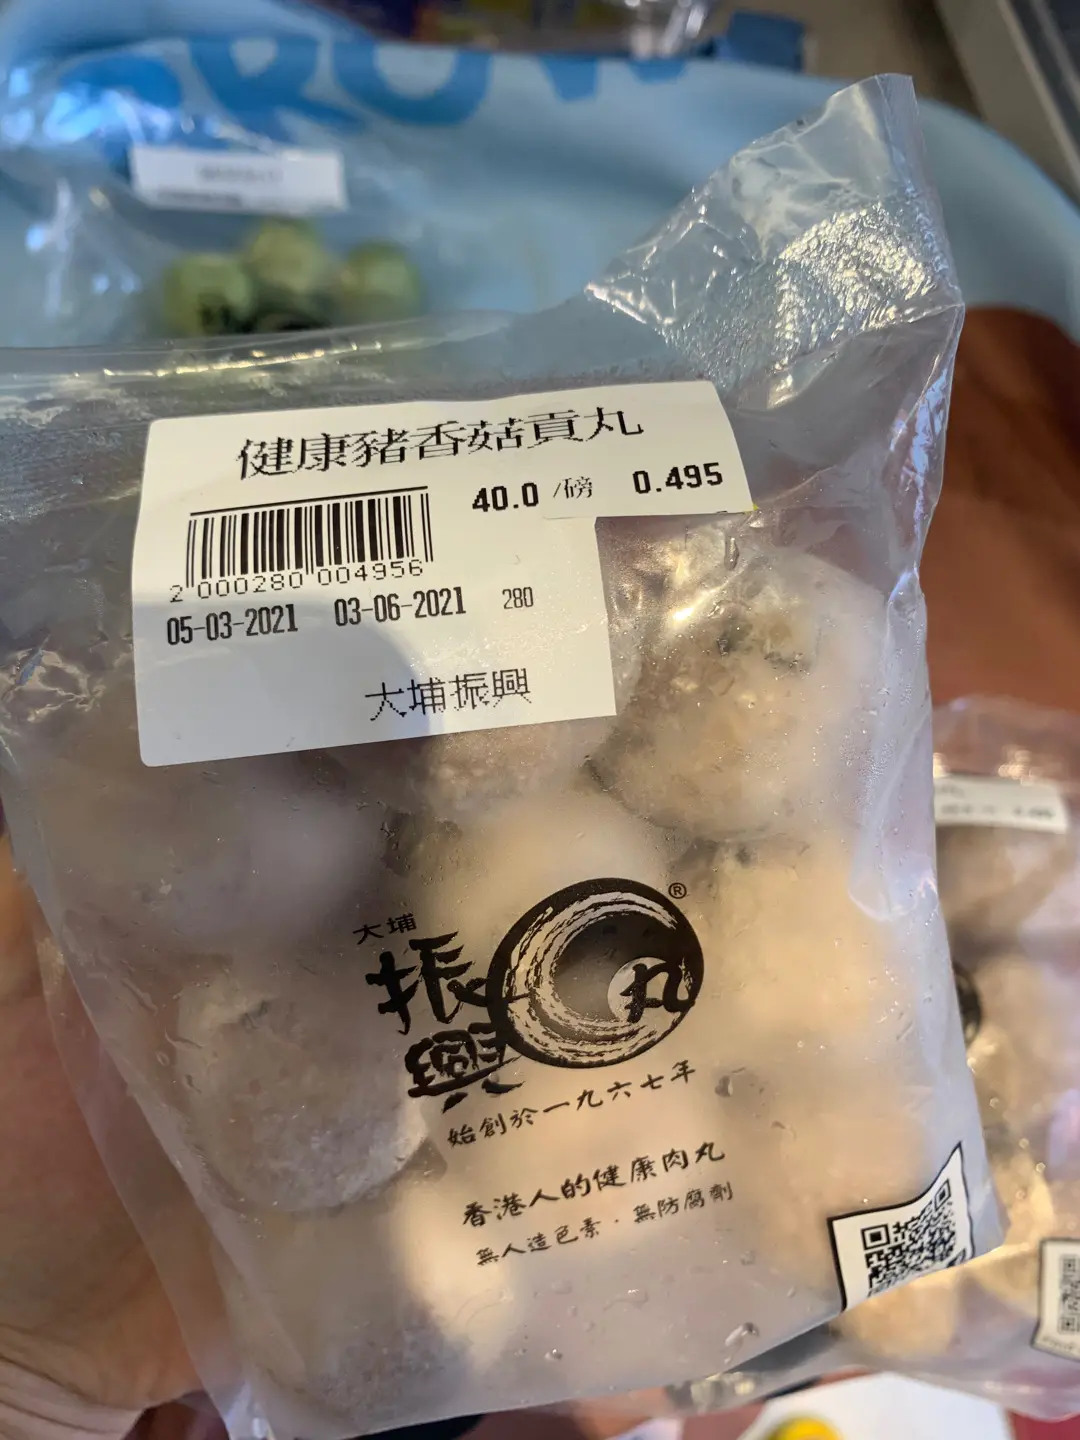 ROW
健康豬香菇貢丸
40.0 /磅 0.495
2 000280 004956
05-03-2021 03-06-2021 280
大埔振興
大埔
振興
丸
®
始創於一九六七年
香港人的健康肉丸
無人造色素．無防腐劑